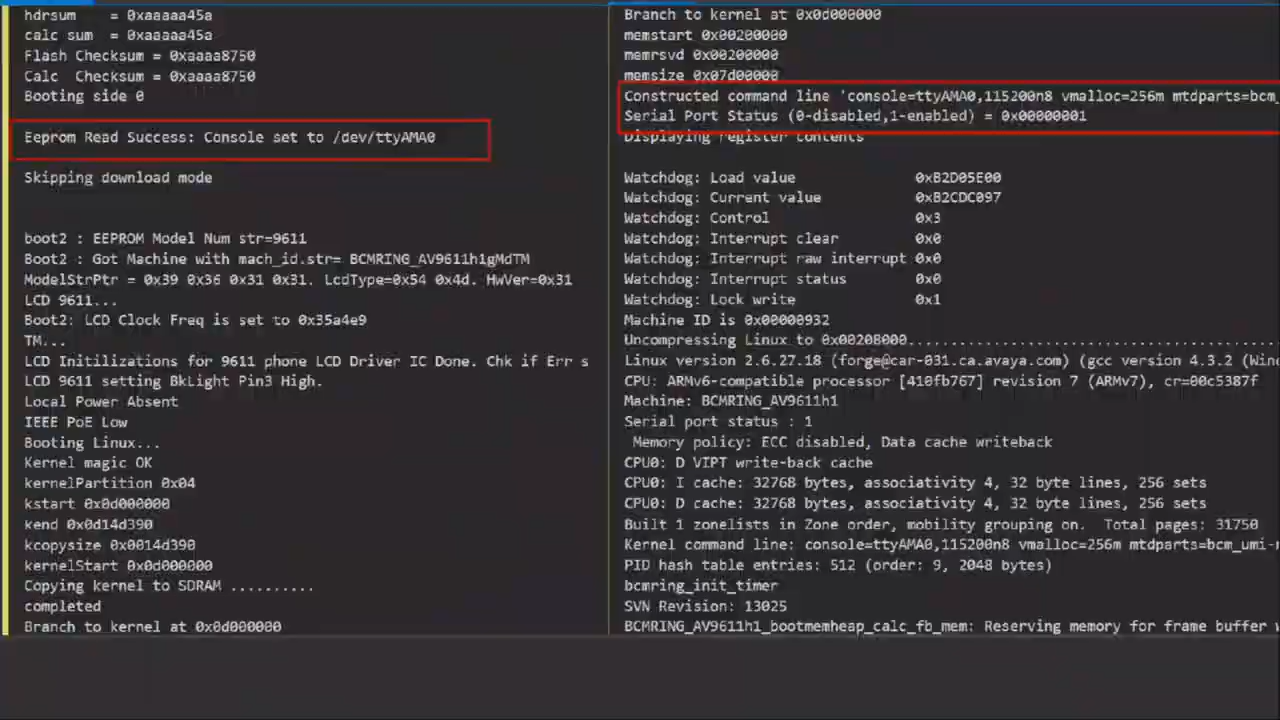 hdrsum    = 0xaaaaa45a
calc sum  = 0xaaaaa45a
Flash Checksum = 0xaaaa8750
Calc  Checksum = 0xaaaa8750
Booting side 0
Eeprom Read Success: Console set to /dev/ttyAMA0
Skipping download mode
boot2 : EEPROM Model Num str=9611
Boot2 : Got Machine with mach_id.str= BCMRING_AV9611h1gMdTM
ModelStrPtr = 0x39 0x36 0x31 0x31. LcdType=0x54 0x4d. HwVer=0x31
LCD 9611...
Boot2: LCD Clock Freq is set to 0x35a4e9
TM...
LCD Initilizations for 9611 phone LCD Driver IC Done. Chk if Err s
LCD 9611 setting BkLight Pin3 High.
Local Power Absent
IEEE PoE Low
Booting Linux...
Kernel magic OK
kernelPartition 0x04
kstart 0x0d000000
kend 0x0d14d390
kcopysize 0x0014d390
kernelStart 0x0d000000
Copying kernel to SDRAM ..........
completed
Branch to kernel at 0x0d000000
Branch to kernel at 0x0d000000
memstart 0x00200000
memrsvd 0x00200000
memsize 0x07d00000
Constructed command line 'console=ttyAMA0,115200n8 vmalloc=256m mtdparts=bcm_
Serial Port Status (0-disabled,1-enabled) = 0x00000001
Displaying register contents
Watchdog: Load value              0xB2D05E00
Watchdog: Current value           0xB2CDC097
Watchdog: Control                 0x3
Watchdog: Interrupt clear         0x0
Watchdog: Interrupt raw interrupt 0x0
Watchdog: Interrupt status        0x0
Watchdog: Lock write              0x1
Machine ID is 0x00000932
Uncompressing Linux to 0x00208000...........................................
Linux version 2.6.27.18 (forge@car-031.ca.avaya.com) (gcc version 4.3.2 (Win
CPU: ARMv6-compatible processor [410fb767] revision 7 (ARMv7), cr=00c5387f
Machine: BCMRING_AV9611h1
Serial port status : 1
Memory policy: ECC disabled, Data cache writeback
CPU0: D VIPT write-back cache
CPU0: I cache: 32768 bytes, associativity 4, 32 byte lines, 256 sets
CPU0: D cache: 32768 bytes, associativity 4, 32 byte lines, 256 sets
Built 1 zonelists in Zone order, mobility grouping on.  Total pages: 31750
Kernel command line: console=ttyAMA0,115200n8 vmalloc=256m mtdparts=bcm_umi-
PID hash table entries: 512 (order: 9, 2048 bytes)
bcmring_init_timer
SVN Revision: 13025
BCMRING_AV9611h1_bootmemheap_calc_fb_mem: Reserving memory for frame buffer